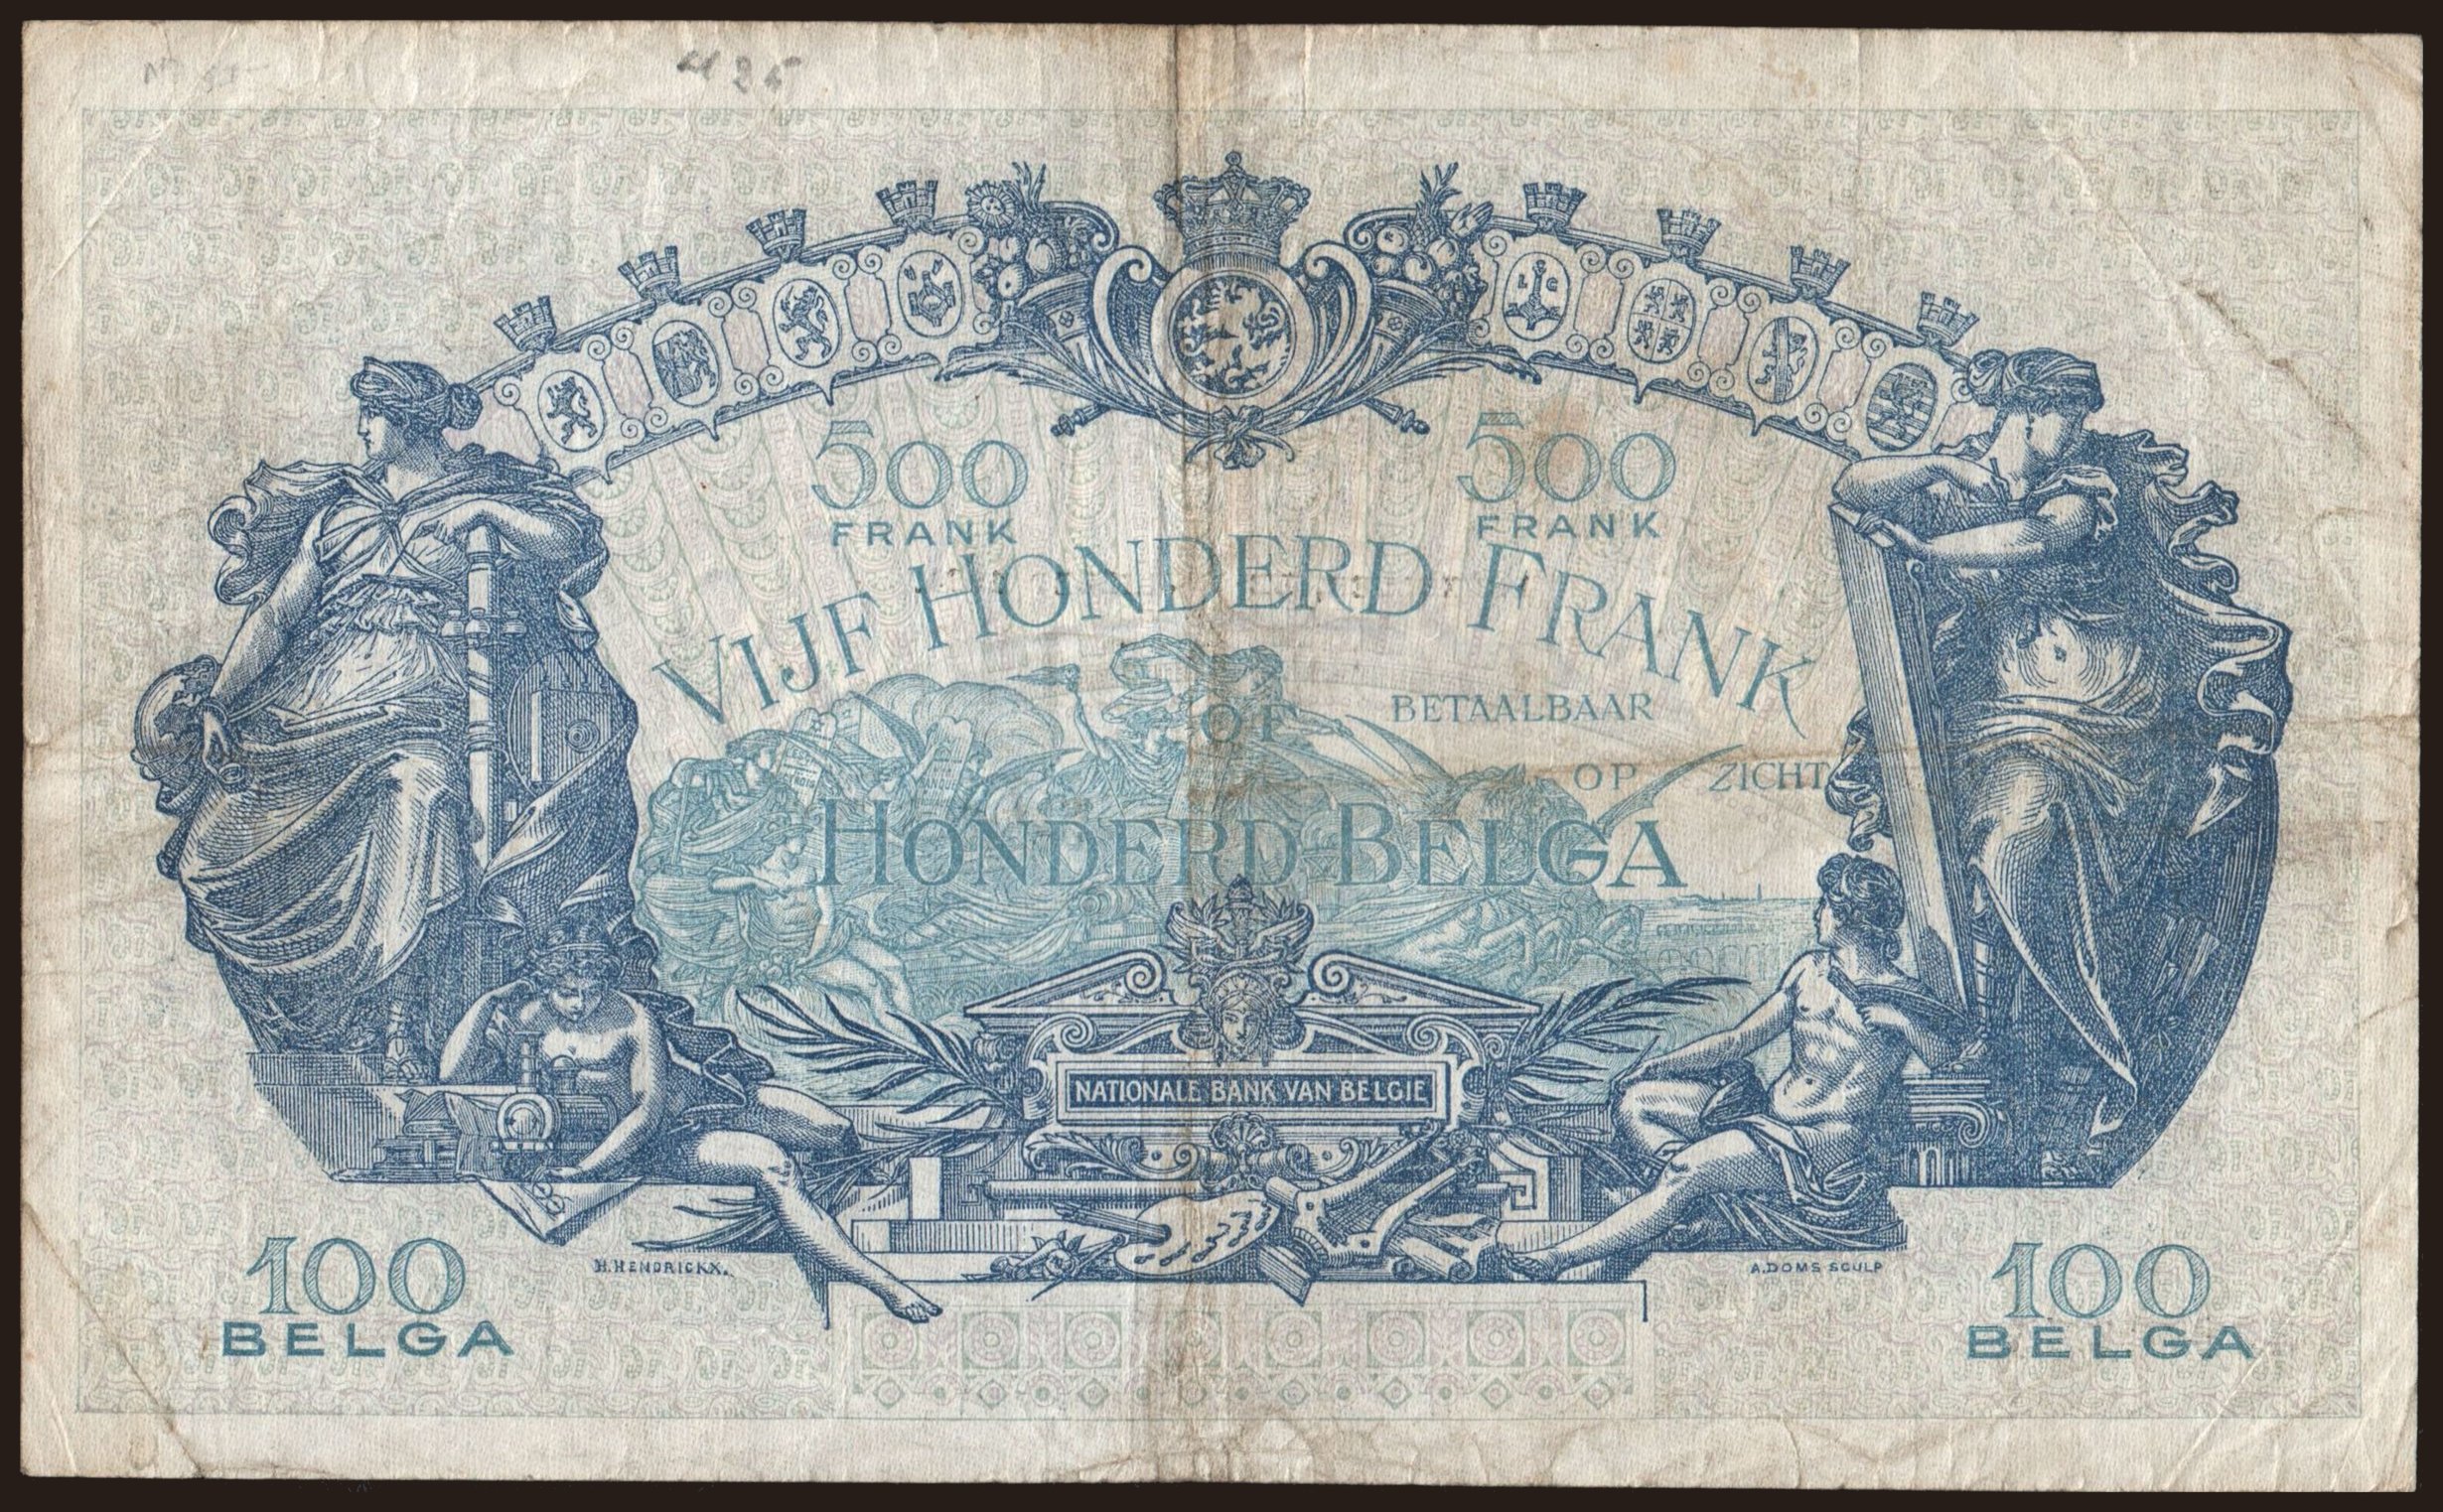 435
500 500
FRANK FRANK
VIJF HONDERD FRANK
OF BETAALBAAR
OP ZICHT
HONDERD BELGA
L G
NATIONALE BANK VAN BELGIE
H. HENDRICKX. A. DOMS SCULP
100 100
BELGA BELGA